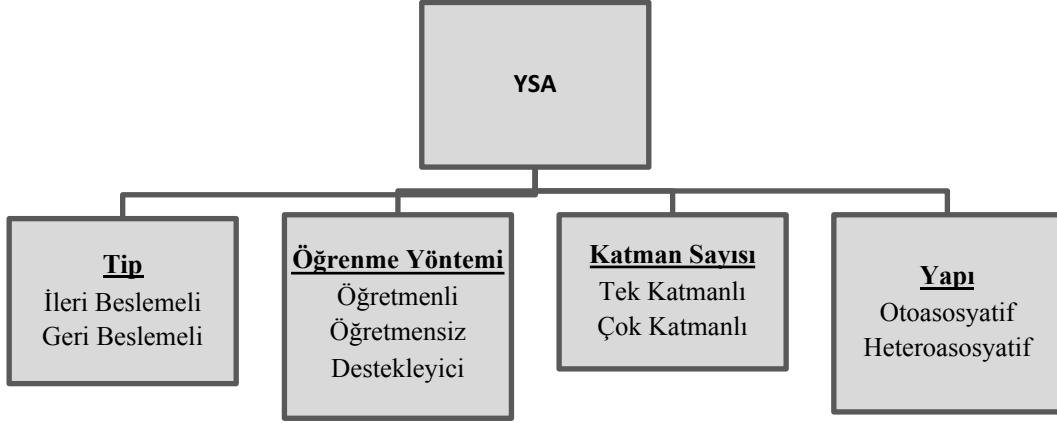 YSA
Tip
İleri Beslemeli
Geri Beslemeli
Öğrenme Yöntemi
Öğretmenli
Öğretmensiz
Destekleyici
Katman Sayısı
Tek Katmanlı
Çok Katmanlı
Yapı
Otoasosyatif
Heteroasosyatif